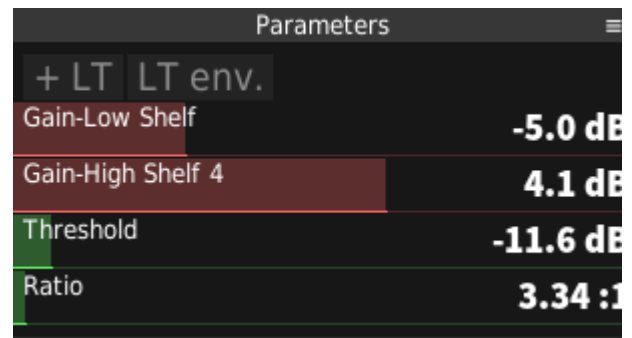 Parameters
+ LT LT env.
Gain-Low Shelf -5.0 dB
Gain-High Shelf 4 4.1 dB
Threshold -11.6 dB
Ratio 3.34 :1